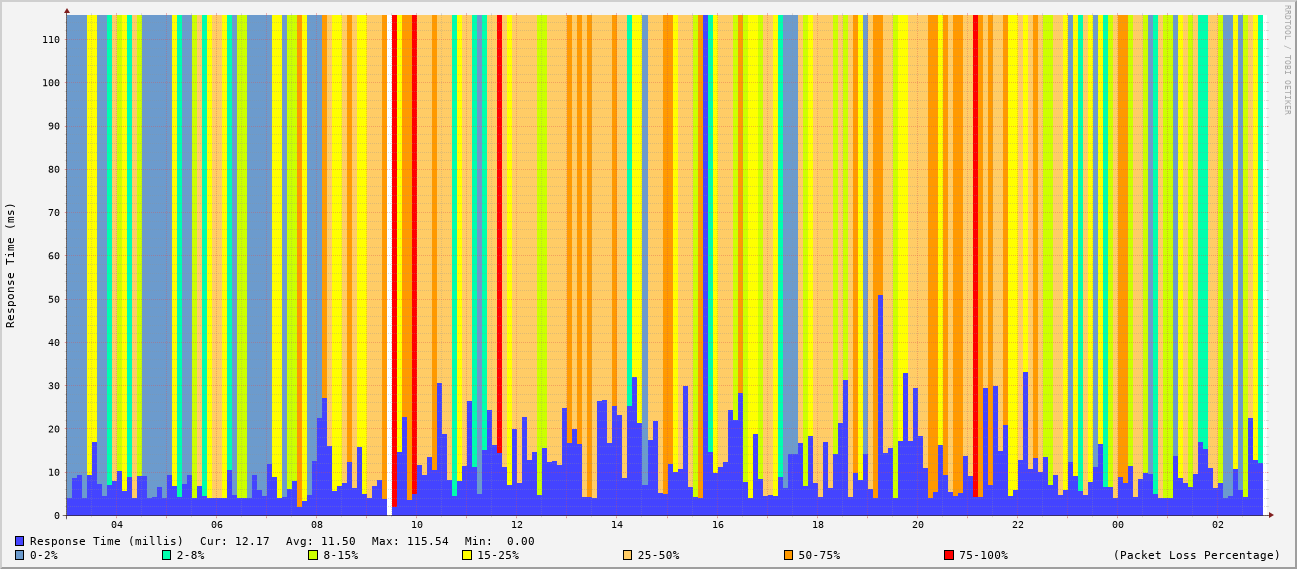 RRDTOOL / TOBI OETIKER
Response Time (ms)
110
100
90
80
70
60
50
40
30
20
10
0
04 06 08 10 12 14 16 18 20 22 00 02
Response Time (millis) Cur: 12.17 Avg: 11.50 Max: 115.54 Min: 0.00
0-2% 2-8% 8-15% 15-25% 25-50% 50-75% 75-100% (Packet Loss Percentage)